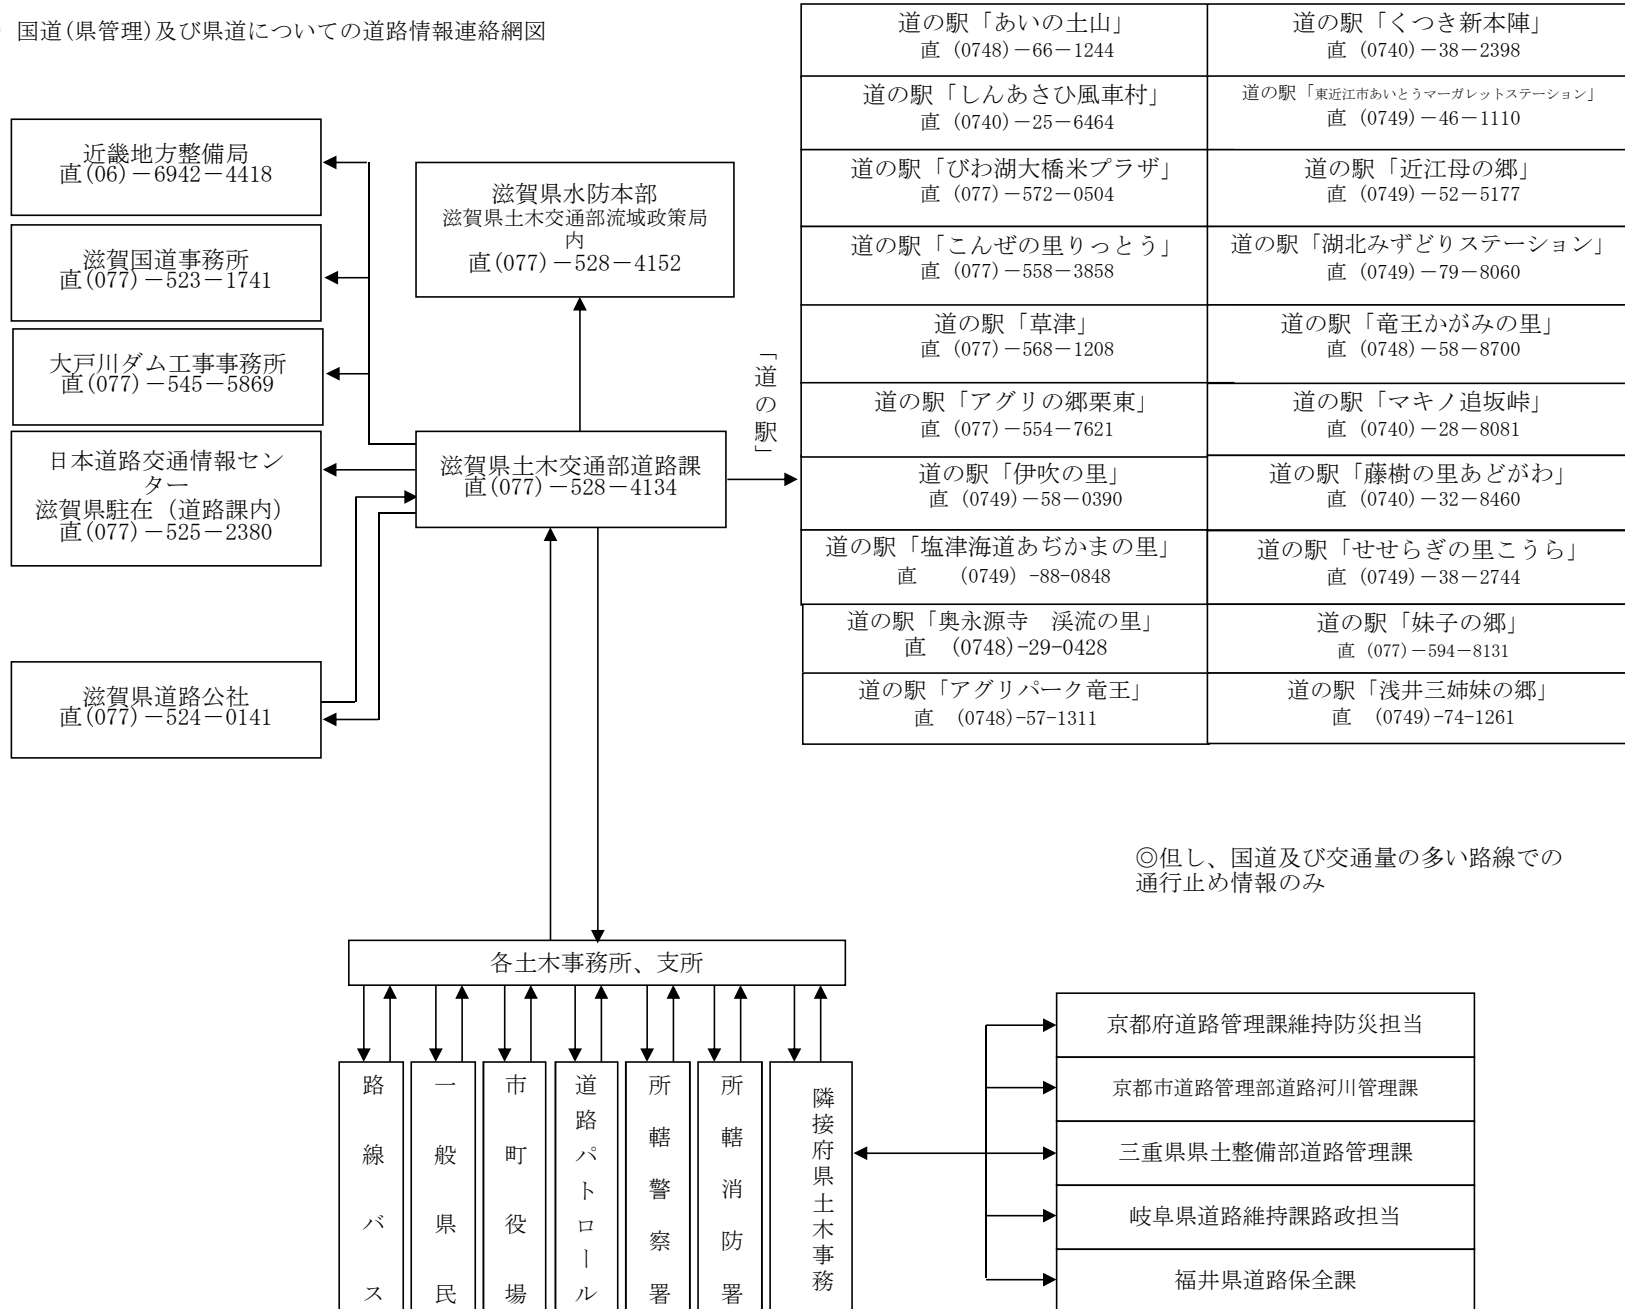 国道(県管理)及び県道についての道路情報連絡網図
近畿地方整備局
直(06)－6942－4418
滋賀国道事務所
直(077)－523－1741
大戸川ダム工事事務所
直(077)－545－5869
日本道路交通情報セン
ター
滋賀県駐在（道路課内）
直(077)－525－2380
滋賀県道路公社
直(077)－524－0141
滋賀県水防本部
滋賀県土木交通部流域政策局
内
直(077)－528－4152
滋賀県土木交通部道路課
直(077)－528－4134
「道の駅」
道の駅「あいの土山」
直 (0748)－66－1244
道の駅「くつき新本陣」
直 (0740)－38－2398
道の駅「しんあさひ風車村」
直 (0740)－25－6464
道の駅「東近江市あいとうマーガレットステーション」
直 (0749)－46－1110
道の駅「びわ湖大橋米プラザ」
直 (077)－572－0504
道の駅「近江母の郷」
直 (0749)－52－5177
道の駅「こんぜの里りっとう」
直 (077)－558－3858
道の駅「湖北みずどりステーション」
直 (0749)－79－8060
道の駅「草津」
直 (077)－568－1208
道の駅「竜王かがみの里」
直 (0748)－58－8700
道の駅「アグリの郷栗東」
直 (077)－554－7621
道の駅「マキノ追坂峠」
直 (0740)－28－8081
道の駅「伊吹の里」
直 (0749)－58－0390
道の駅「藤樹の里あどがわ」
直 (0740)－32－8460
道の駅「塩津海道あぢかまの里」
直　(0749) -88-0848
道の駅「せせらぎの里こうら」
直 (0749)－38－2744
道の駅「奥永源寺　渓流の里」
直　(0748)-29-0428
道の駅「妹子の郷」
直 (077)－594－8131
道の駅「アグリパーク竜王」
直　(0748)-57-1311
道の駅「浅井三姉妹の郷」
直　(0749)-74-1261
◎但し、国道及び交通量の多い路線での
通行止め情報のみ
各土木事務所、支所
路線バス
一般県民
市町役場
道路パトロール
所轄警察署
所轄消防署
隣接府県土木事務
京都府道路管理課維持防災担当
京都市道路管理部道路河川管理課
三重県県土整備部道路管理課
岐阜県道路維持課路政担当
福井県道路保全課